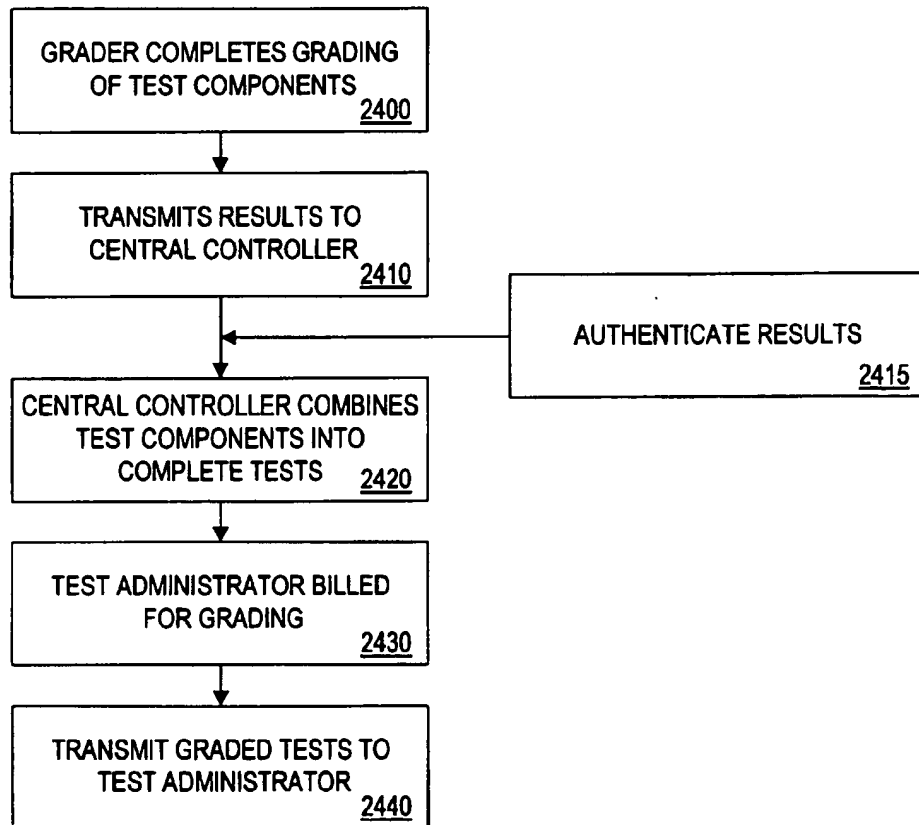 GRADER COMPLETES GRADING
OF TEST COMPONENTS
2400
TRANSMITS RESULTS TO
CENTRAL CONTROLLER
2410
AUTHENTICATE RESULTS
2415
CENTRAL CONTROLLER COMBINES
TEST COMPONENTS INTO
COMPLETE TESTS
2420
TEST ADMINISTRATOR BILLED
FOR GRADING
2430
TRANSMIT GRADED TESTS TO
TEST ADMINISTRATOR
2440